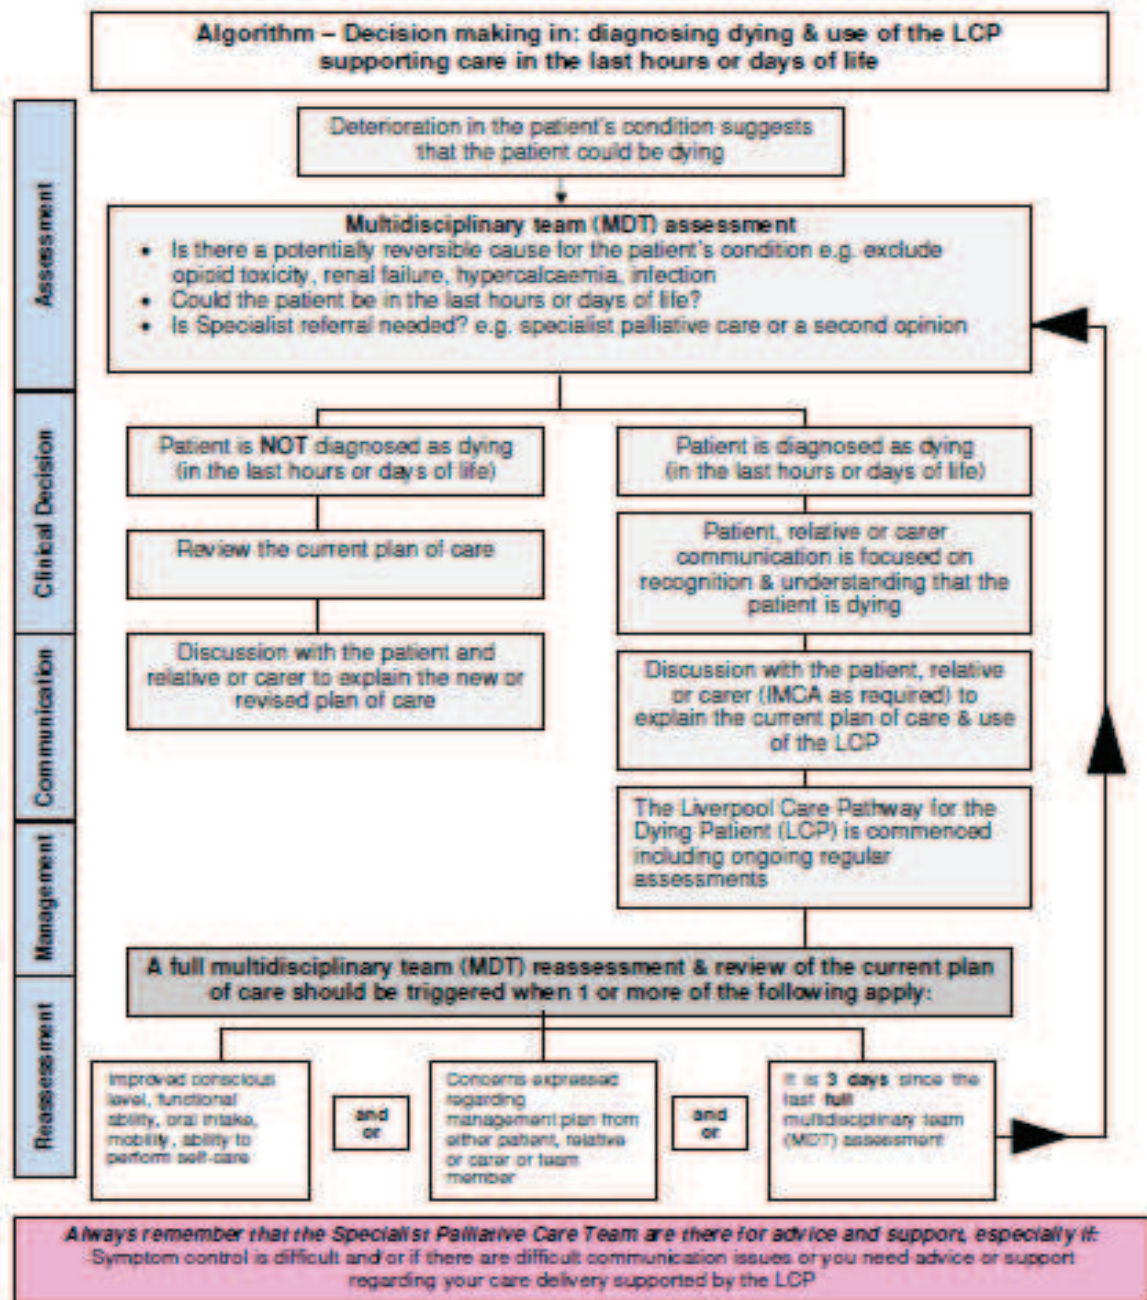 Algorithm – Decision making in: diagnosing dying & use of the LCP
supporting care in the last hours or days of life
Assessment
Deterioration in the patient's condition suggests
that the patient could be dying
Multidisciplinary team (MDT) assessment
• Is there a potentially reversible cause for the patient's condition e.g. exclude
opioid toxicity, renal failure, hypercalcaemia, infection
• Could the patient be in the last hours or days of life?
• Is Specialist referral needed? e.g. specialist palliative care or a second opinion
Clinical Decision
Patient is NOT diagnosed as dying
(in the last hours or days of life)
Review the current plan of care
Patient is diagnosed as dying
(in the last hours or days of life)
Patient, relative or carer
communication is focused on
recognition & understanding that the
patient is dying
Communication
Discussion with the patient and
relative or carer to explain the new or
revised plan of care
Discussion with the patient, relative
or carer (IMCA as required) to
explain the current plan of care & use
of the LCP
Management
The Liverpool Care Pathway for the
Dying Patient (LCP) is commenced
including ongoing regular
assessments
Reassessment
A full multidisciplinary team (MDT) reassessment & review of the current plan
of care should be triggered when 1 or more of the following apply:
Improved conscious
level, functional
ability, oral intake,
mobility, ability to
perform self-care
and
or
Concerns expressed
regarding
management plan from
either patient, relative
or carer or team
member
and
or
It is 3 days since the
last full
multidisciplinary team
(MDT) assessment
Always remember that the Specialist Palliative Care Team are there for advice and support, especially if:
Symptom control is difficult and/or if there are difficult communication issues or you need advice or support
regarding your care delivery supported by the LCP